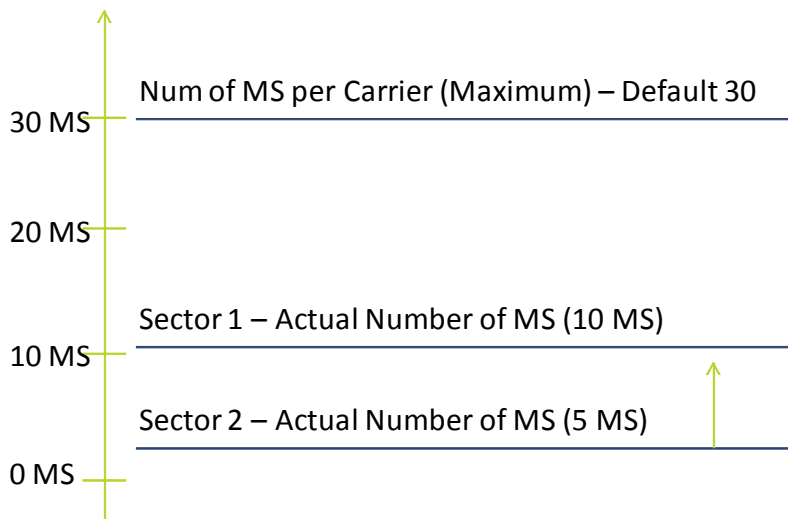 Num of MS per Carrier (Maximum) – Default 30
30 MS
20 MS
Sector 1 – Actual Number of MS (10 MS)
10 MS
Sector 2 – Actual Number of MS (5 MS)
0 MS